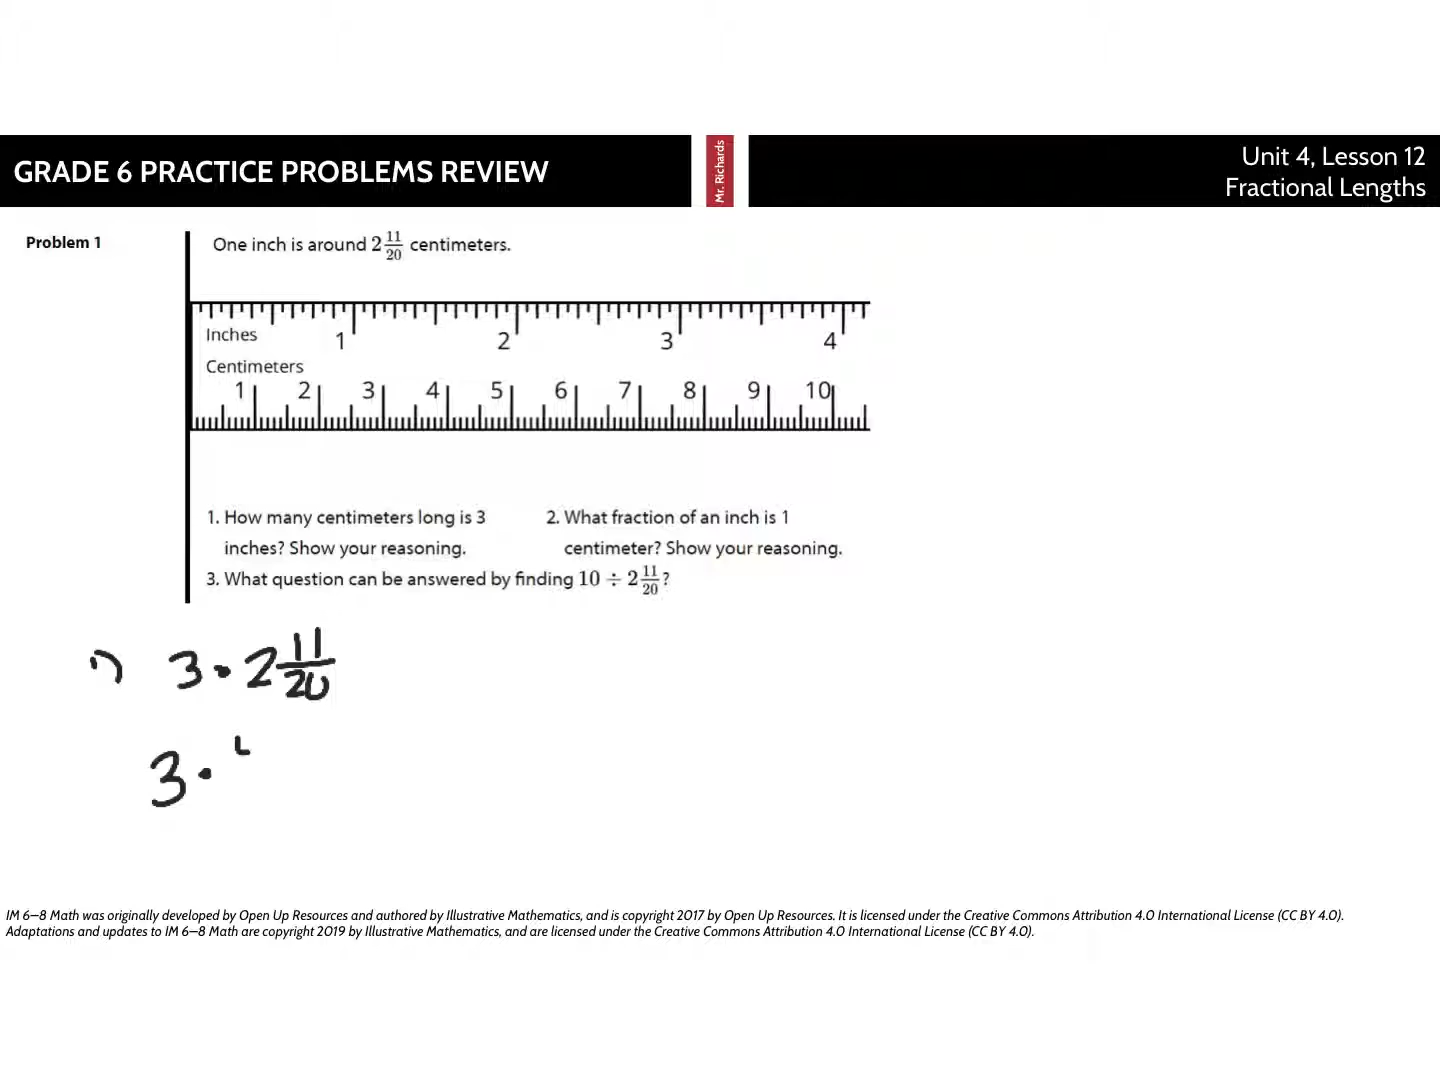 GRADE 6 PRACTICE PROBLEMS REVIEW
Mr. Richards
Unit 4, Lesson 12
Fractional Lengths
Problem 1
One inch is around 2 11/20 centimeters.
Inches
1 2 3 4
Centimeters
1 2 3 4 5 6 7 8 9 10
1. How many centimeters long is 3
inches? Show your reasoning.
2. What fraction of an inch is 1
centimeter? Show your reasoning.
3. What question can be answered by finding 10 ÷ 2 11/20?
1) 3 • 2 11/20
3 •
IM 6–8 Math was originally developed by Open Up Resources and authored by Illustrative Mathematics, and is copyright 2017 by Open Up Resources. It is licensed under the Creative Commons Attribution 4.0 International License (CC BY 4.0).
Adaptations and updates to IM 6–8 Math are copyright 2019 by Illustrative Mathematics, and are licensed under the Creative Commons Attribution 4.0 International License (CC BY 4.0).